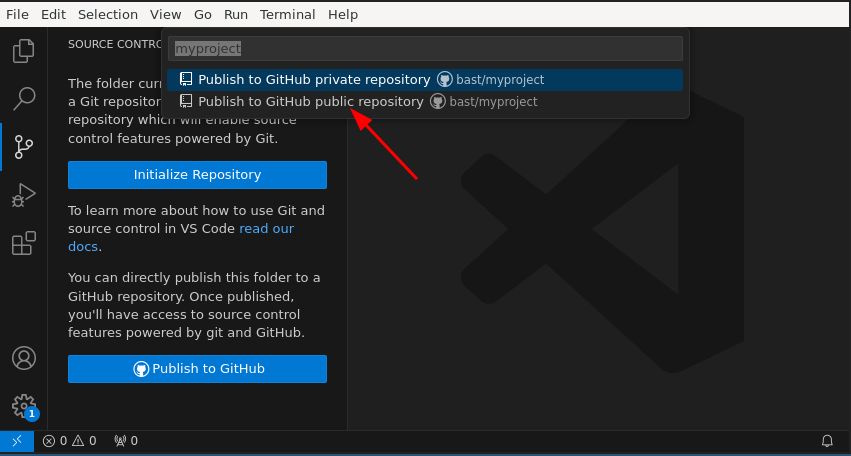 File Edit Selection View Go Run Terminal Help
SOURCE CONTRO
myproject
Publish to GitHub private repository bast/myproject
Publish to GitHub public repository bast/myproject
The folder curr
a Git repositor
repository which will enable source
control features powered by Git.
Initialize Repository
To learn more about how to use Git and
source control in VS Code read our
docs.
You can directly publish this folder to a
GitHub repository. Once published,
you'll have access to source control
features powered by git and GitHub.
Publish to GitHub
1
0 0 0